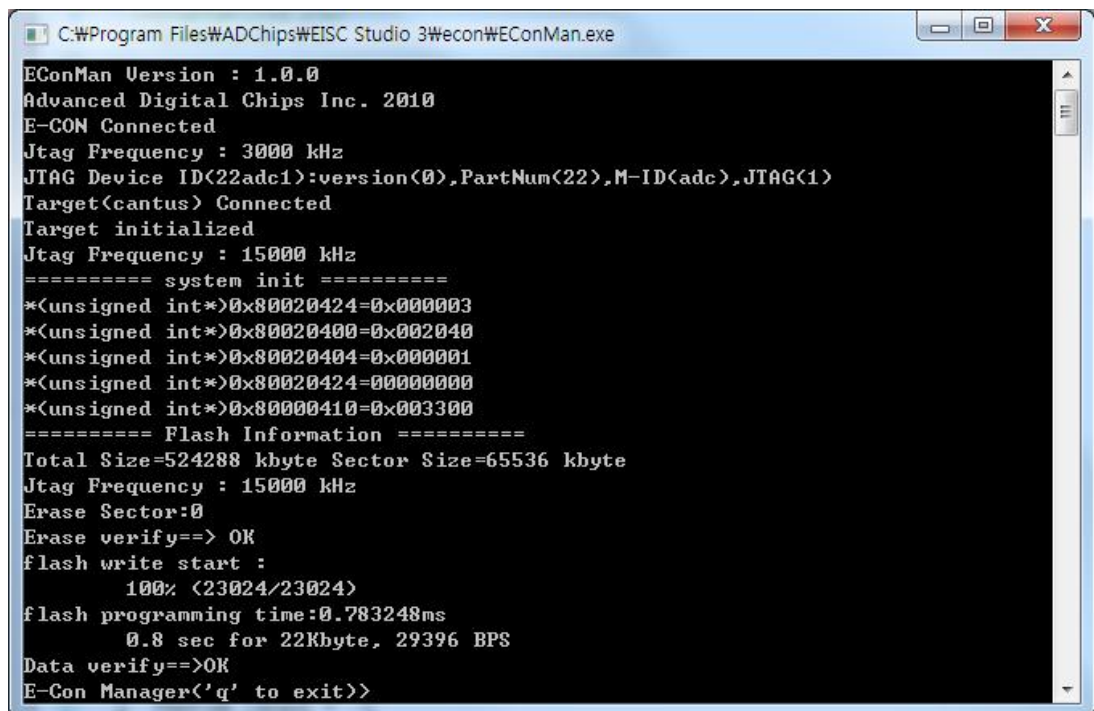 C:₩Program Files₩ADChips₩EISC Studio 3₩econ₩EConMan.exe
EConMan Version : 1.0.0
Advanced Digital Chips Inc. 2010
E-CON Connected
Jtag Frequency : 3000 kHz
JTAG Device ID(22adc1):version(0),PartNum(22),M-ID(adc),JTAG(1)
Target(cantus) Connected
Target initialized
Jtag Frequency : 15000 kHz
========== system init ==========
*(unsigned int*)0x80020424=0x000003
*(unsigned int*)0x80020400=0x002040
*(unsigned int*)0x80020404=0x000001
*(unsigned int*)0x80020424=00000000
*(unsigned int*)0x80000410=0x003300
========== Flash Information ==========
Total Size=524288 kbyte Sector Size=65536 kbyte
Jtag Frequency : 15000 kHz
Erase Sector:0
Erase verify==> OK
flash write start :
100% (23024/23024)
flash programming time:0.783248ms
0.8 sec for 22Kbyte, 29396 BPS
Data verify==>OK
E-Con Manager('q' to exit)>